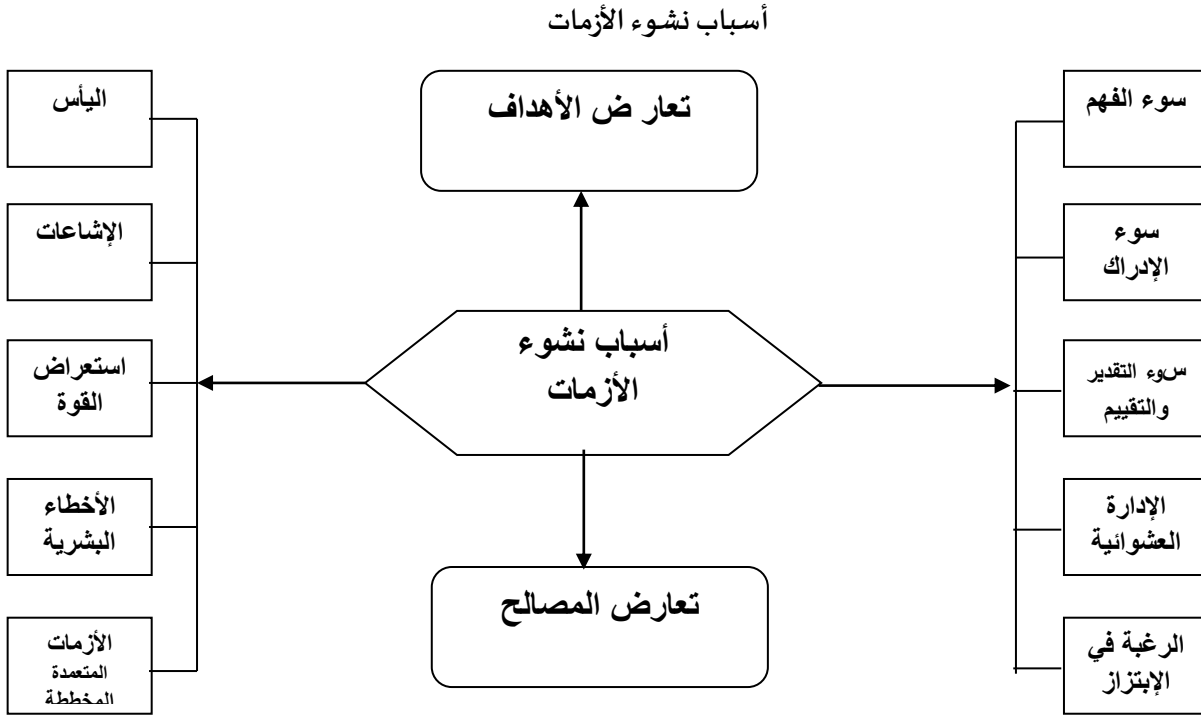 أسباب نشوء الأزمات
سوء الفهم
سوء
الإدراك
سوء التقدير
والتقييم
الإدارة
العشوائية
الرغبة في
الإبتزاز
تعار ض الأهداف
أسباب نشوء
الأزمات
تعارض المصالح
اليأس
الإشاعات
استعراض
القوة
الأخطاء
البشرية
الأزمات
المتعمدة
المخططة